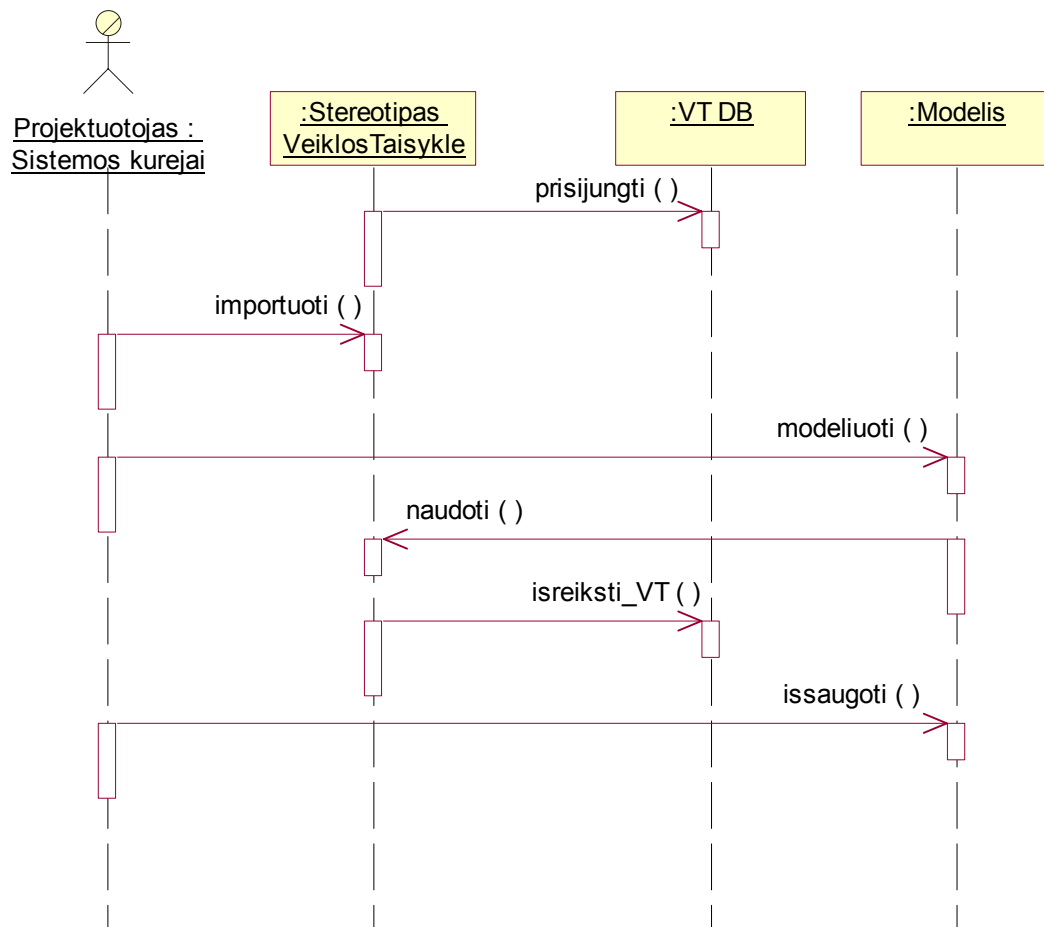 Projektuotojas :
Sistemos kurejai
:Stereotipas
VeiklosTaisykle
:VT DB
:Modelis
prisijungti ( )
importuoti ( )
modeliuoti ( )
naudoti ( )
isreiksti_VT ( )
issaugoti ( )